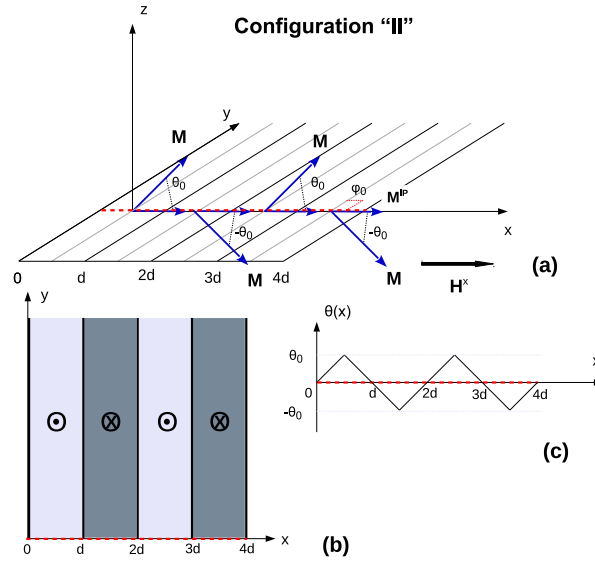 Configuration “II”
z
y
M
M
θ0
θ0
φ0
M^IP
x
-θ0
-θ0
0
d
2d
3d
4d
M
M
H^x
(a)
y
θ(x)
θ0
x
0
d
2d
3d
4d
-θ0
(c)
⊙
⊗
⊙
⊗
x
0
d
2d
3d
4d
(b)